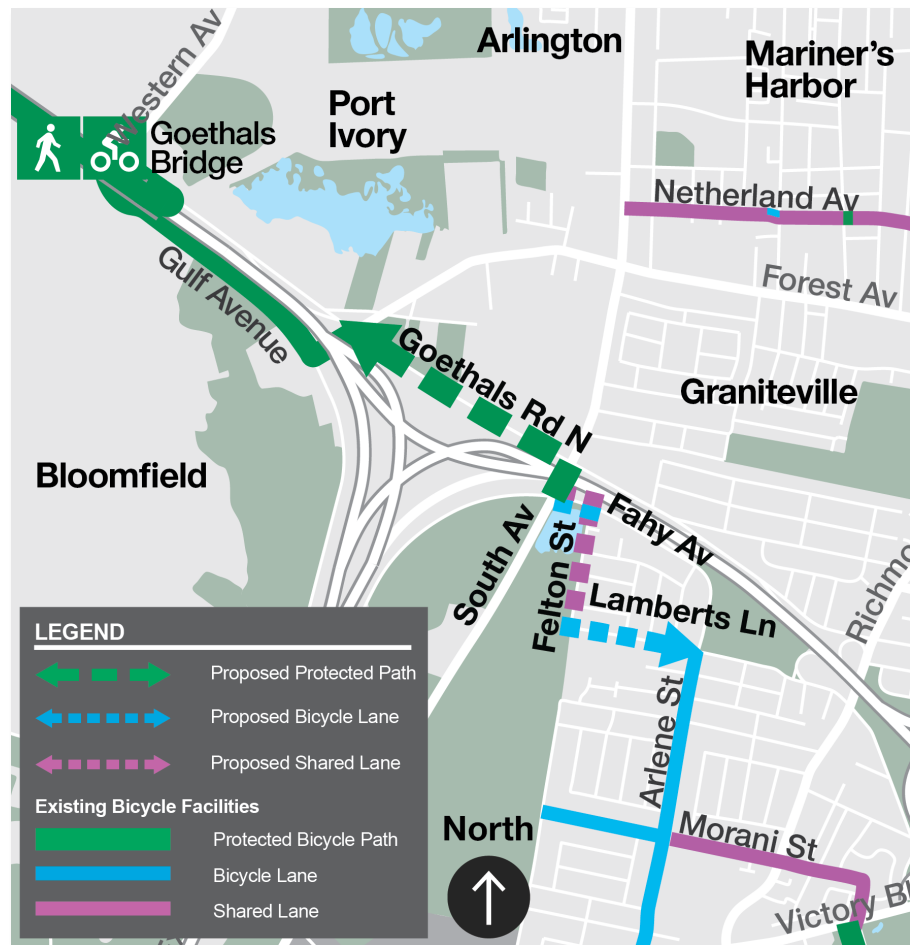 Western Av
Arlington
Mariner's
Harbor
Port
Ivory
Goethals
Bridge
Netherland Av
Gulf Avenue
Forest Av
Goethals Rd N
Graniteville
Bloomfield
South Av
Felton St
Fahy Av
Lamberts Ln
LEGEND
Proposed Protected Path
Proposed Bicycle Lane
Proposed Shared Lane
Existing Bicycle Facilities
Protected Bicycle Path
Bicycle Lane
Shared Lane
Arlene St
North
Morani St
Victory Bl
Richmo